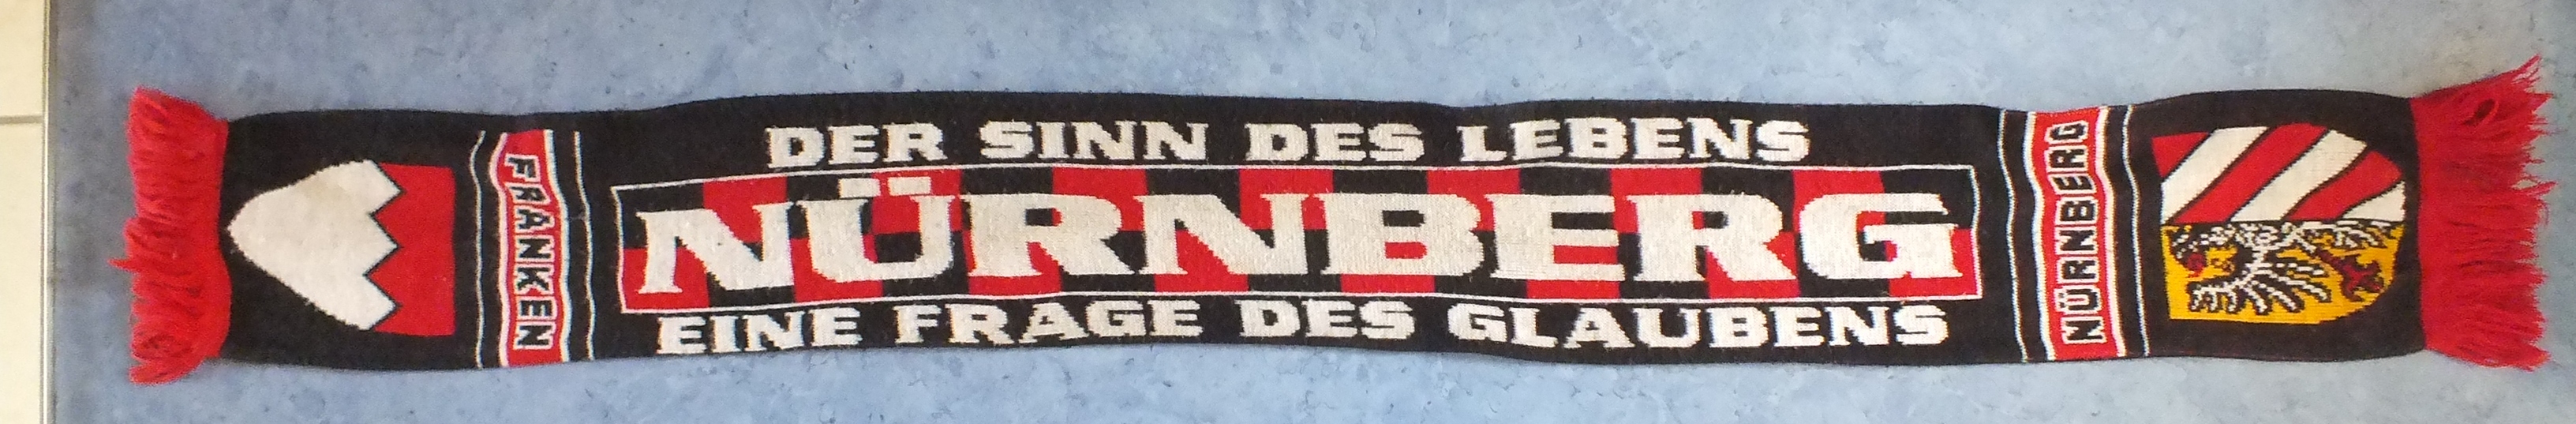 FRANKEN
DER SINN DES LEBENS
NÜRNBERG
EINE FRAGE DES GLAUBENS
NÜRNBERG